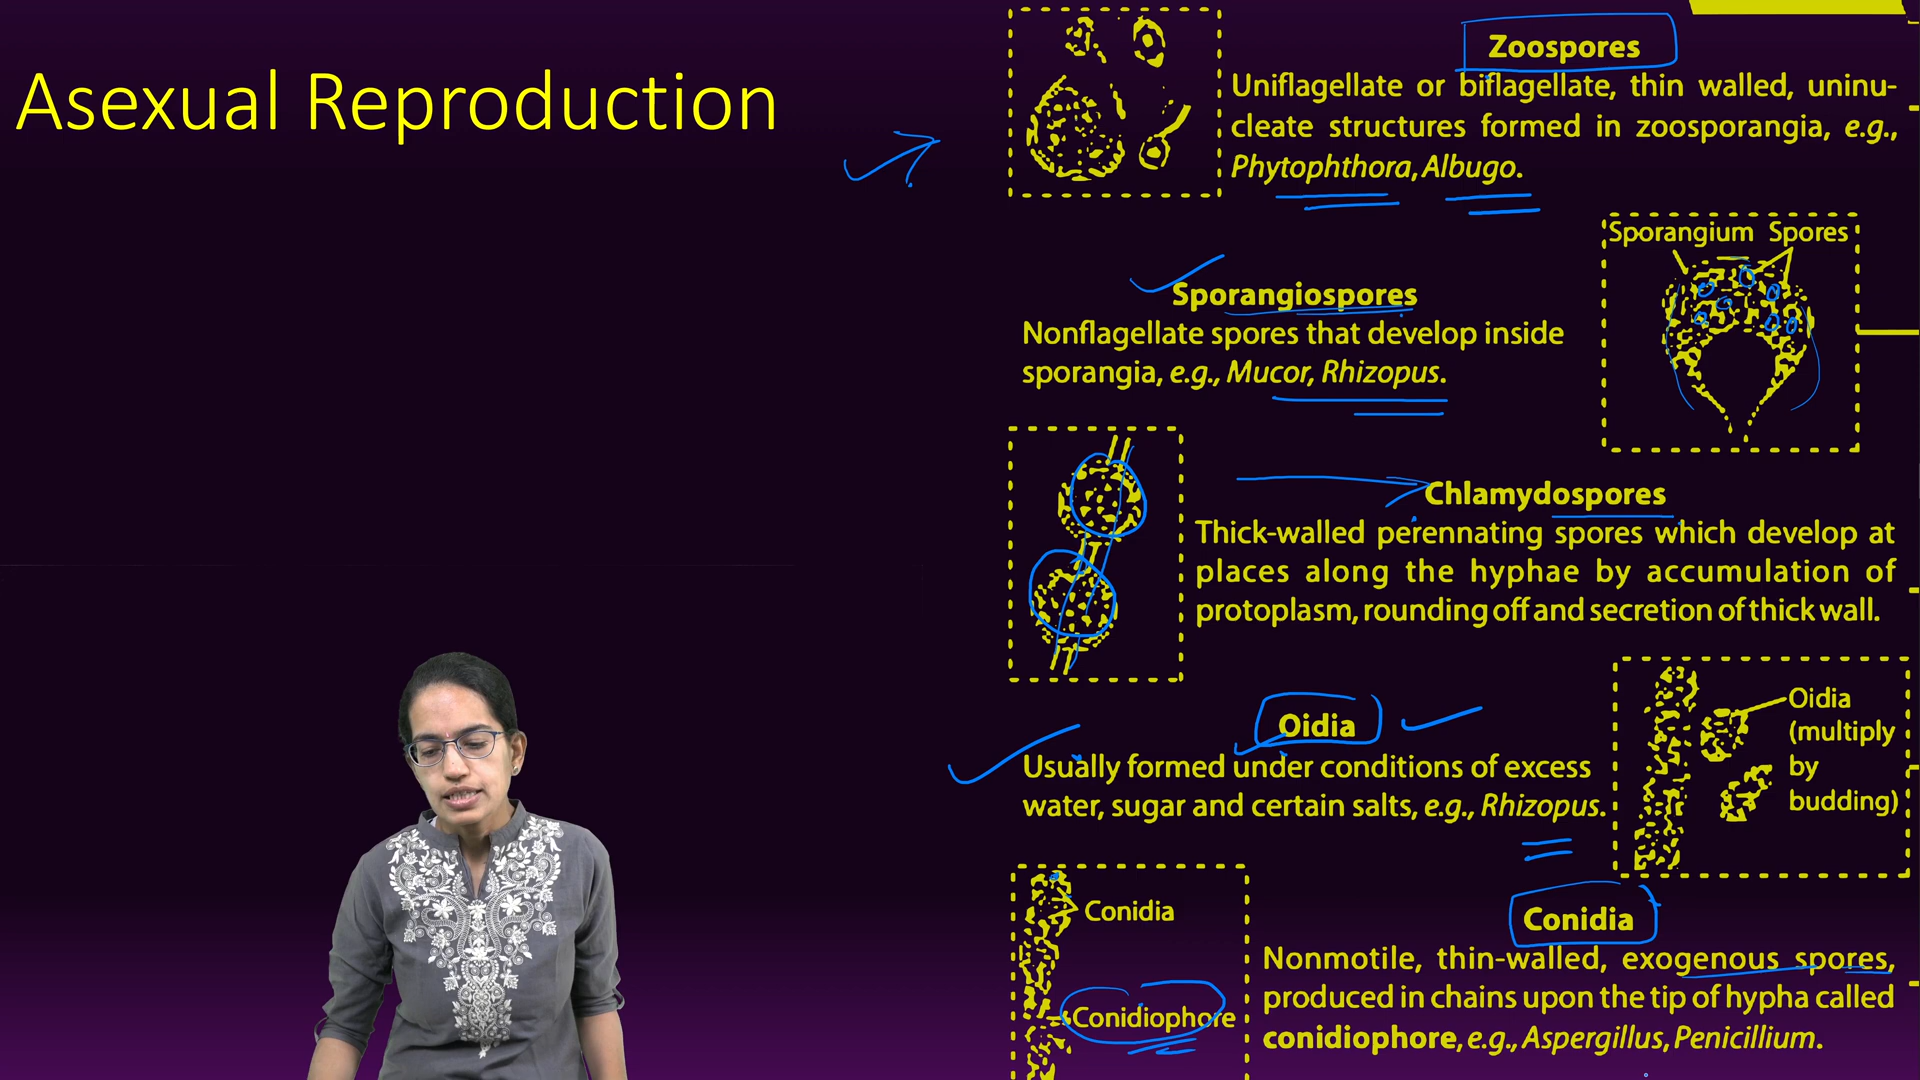 Asexual Reproduction
Zoospores
Uniflagellate or biflagellate, thin walled, uninu-
cleate structures formed in zoosporangia, e.g.,
Phytophthora, Albugo.
Sporangium Spores
Sporangiospores
Nonflagellate spores that develop inside
sporangia, e.g., Mucor, Rhizopus.
Chlamydospores
Thick-walled perennating spores which develop at
places along the hyphae by accumulation of
protoplasm, rounding off and secretion of thick wall.
Oidia
Usually formed under conditions of excess
water, sugar and certain salts, e.g., Rhizopus.
Oidia
(multiply
by
budding)
Conidia
Conidiophore
Conidia
Nonmotile, thin-walled, exogenous spores,
produced in chains upon the tip of hypha called
conidiophore, e.g., Aspergillus, Penicillium.